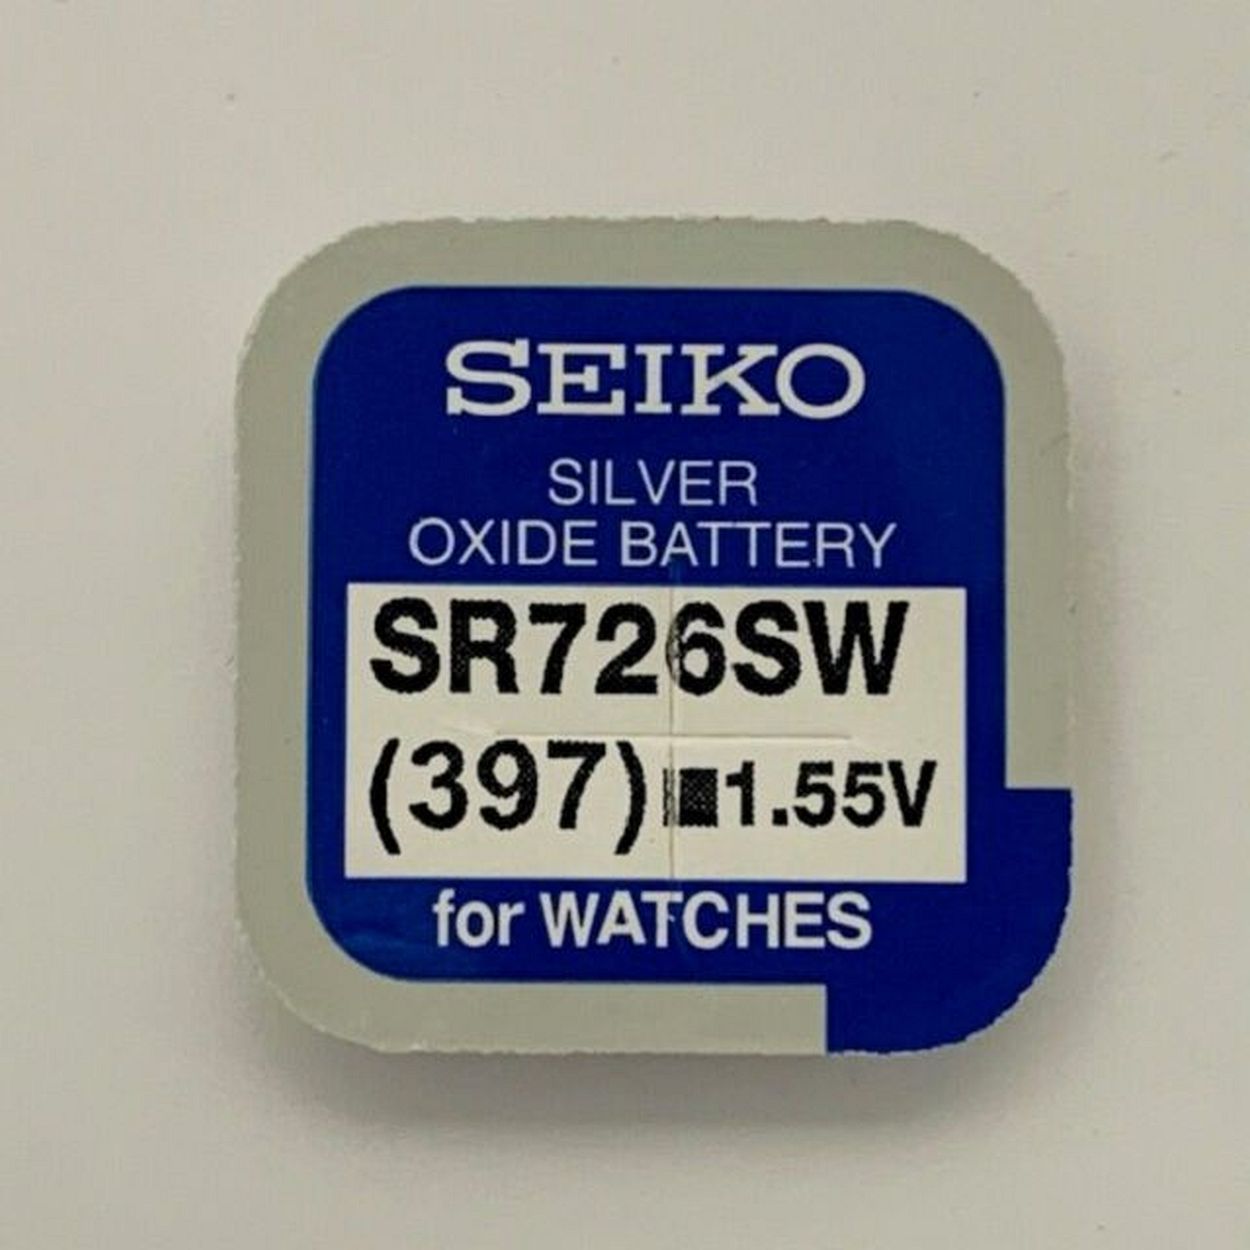 SEIKO
SILVER
OXIDE BATTERY
SR726SW
(397) ■1.55V
for WATCHES